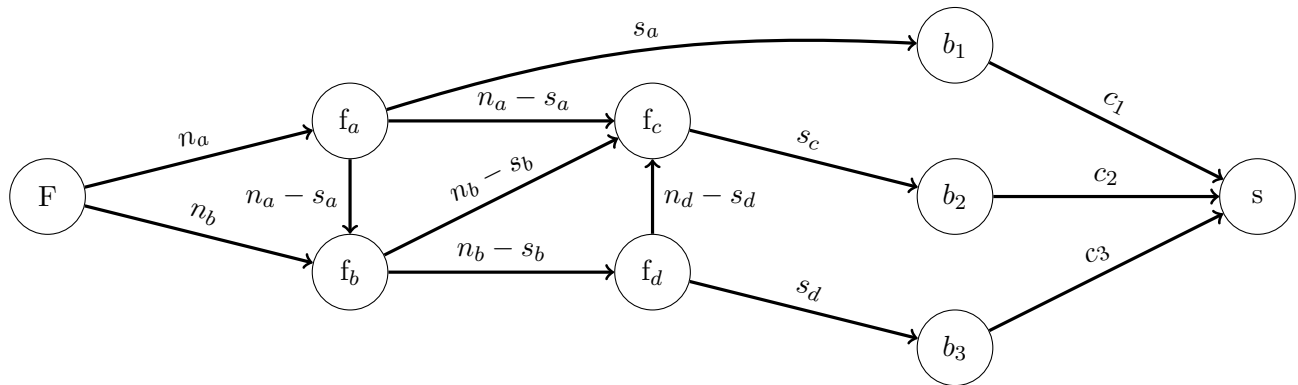 s_a
b_1
n_a − s_a
c_1
f_a
f_c
n_a
s_c
n_b − s_b
F
n_a − s_a
n_d − s_d
b_2
c_2
s
n_b
n_b − s_b
c3
f_b
f_d
s_d
b_3